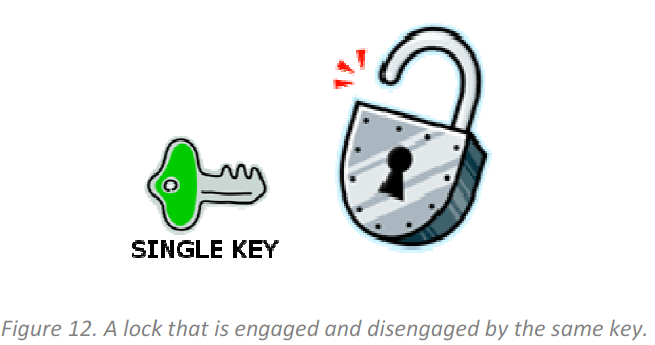 SINGLE KEY
Figure 12. A lock that is engaged and disengaged by the same key.